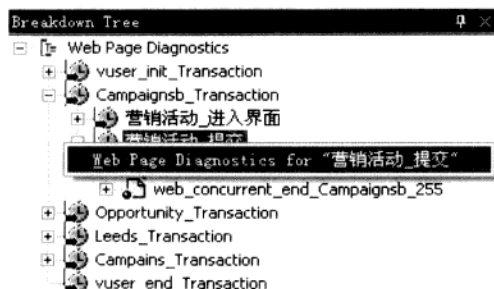 Breakdown Tree
Web Page Diagnostics
vuser_init_Transaction
Campaignsb_Transaction
营销活动_进入界面
营销活动_提交
Web Page Diagnostics for "营销活动_提交"
web_concurrent_end_Campaignsb_255
Opportunity_Transaction
Leeds_Transaction
Campains_Transaction
vuser_end_Transaction